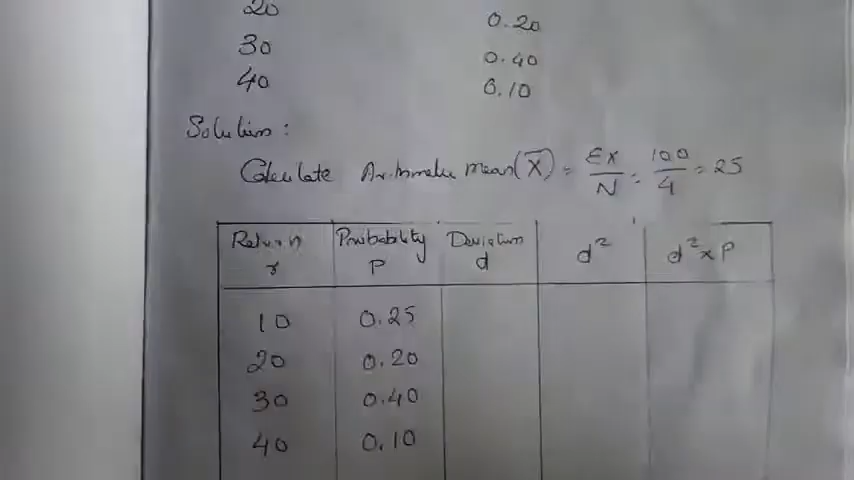 20 0.20
30 0.40
40 0.10
Solution:
Calculate Arithmetic mean (X̄) = ΣX/N = 100/4 = 25
Return r Probability P Deviation d d² d²xP
10 0.25
20 0.20
30 0.40
40 0.10